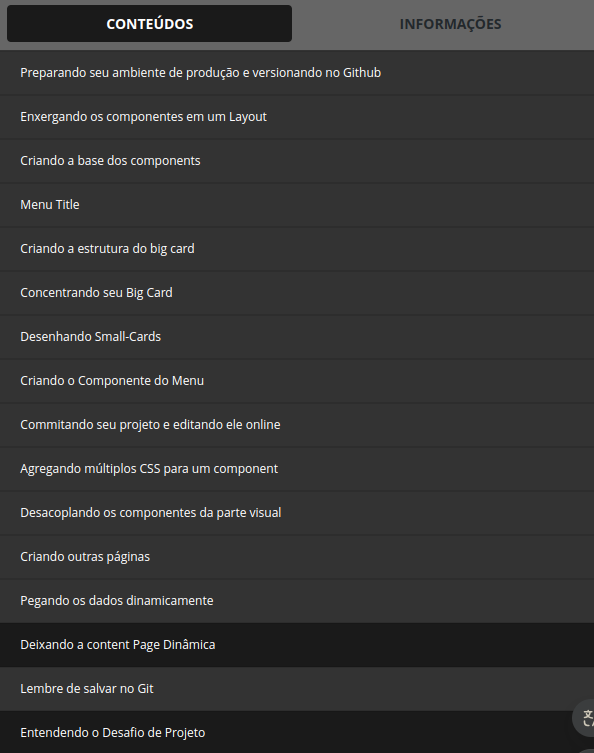 CONTEÚDOS
INFORMAÇÕES
Preparando seu ambiente de produção e versionando no Github
Enxergando os componentes em um Layout
Criando a base dos components
Menu Title
Criando a estrutura do big card
Concentrando seu Big Card
Desenhando Small-Cards
Criando o Componente do Menu
Commitando seu projeto e editando ele online
Agregando múltiplos CSS para um component
Desacoplando os componentes da parte visual
Criando outras páginas
Pegando os dados dinamicamente
Deixando a content Page Dinâmica
Lembre de salvar no Git
Entendendo o Desafio de Projeto